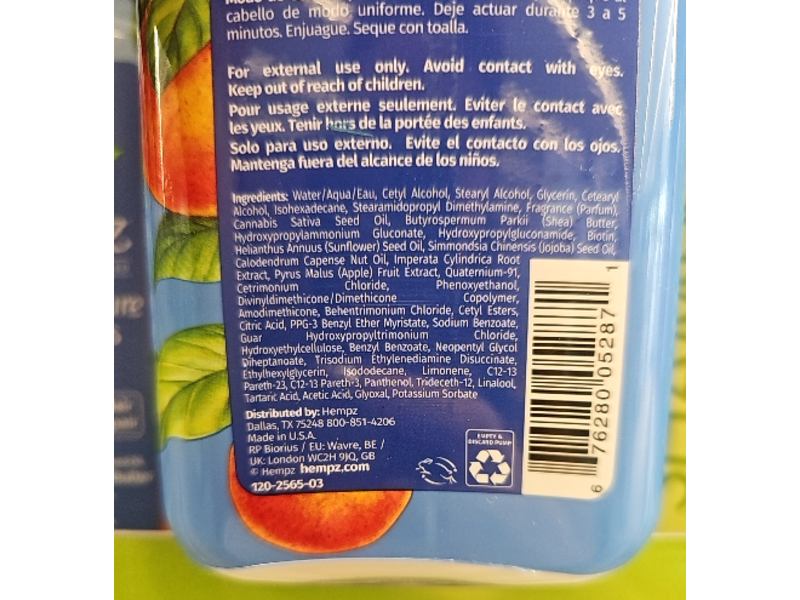 cabello de modo uniforme. Deje actuar durante 3 a 5
minutos. Enjuague. Seque con toalla.
For external use only. Avoid contact with eyes.
Keep out of reach of children.
Pour usage externe seulement. Eviter le contact avec
les yeux. Tenir hors de la portée des enfants.
Solo para uso externo. Evite el contacto con los ojos.
Mantenga fuera del alcance de los niños.
Ingredients: Water/Aqua/Eau, Cetyl Alcohol, Stearyl Alcohol, Glycerin, Cetearyl
Alcohol, Isohexadecane, Stearamidopropyl Dimethylamine, Fragrance (Parfum),
Cannabis Sativa Seed Oil, Butyrospermum Parkii (Shea) Butter,
Hydroxypropylammonium Gluconate, Hydroxypropylgluconamide, Biotin,
Helianthus Annuus (Sunflower) Seed Oil, Simmondsia Chinensis (Jojoba) Seed Oil,
Calodendrum Capense Nut Oil, Imperata Cylindrica Root
Extract, Pyrus Malus (Apple) Fruit Extract, Quaternium-91,
Cetrimonium Chloride, Phenoxyethanol,
Divinyldimethicone/Dimethicone Copolymer,
Amodimethicone, Behentrimonium Chloride, Cetyl Esters,
Citric Acid, PPG-3 Benzyl Ether Myristate, Sodium Benzoate,
Guar Hydroxypropyltrimonium Chloride,
Hydroxyethylcellulose, Benzyl Benzoate, Neopentyl Glycol
Diheptanoate, Trisodium Ethylenediamine Disuccinate,
Ethylhexylglycerin, Isododecane, Limonene, C12-13
Pareth-23, C12-13 Pareth-3, Panthenol, Trideceth-12, Linalool,
Tartaric Acid, Acetic Acid, Glyoxal, Potassium Sorbate
Distributed by: Hempz
Dallas, TX 75248 800-851-4206
Made in U.S.A.
RP Biorius / EU: Wavre, BE /
UK: London WC2H 9JQ, GB
© Hempz hempz.com
120-2565-03
EMPTY &
DISCARD PUMP
6 76280 05287 1